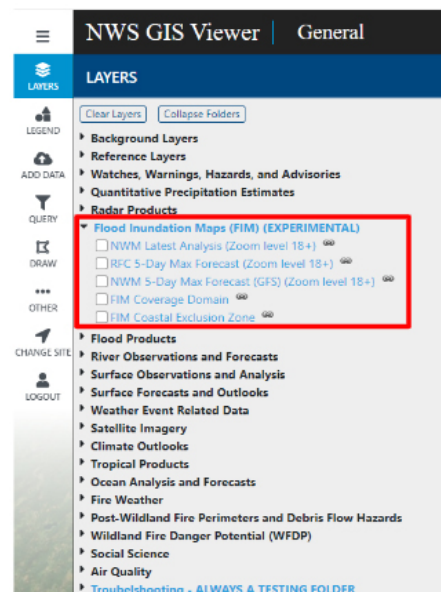 NWS GIS Viewer | General
LAYERS
LAYERS
Clear Layers Collapse Folders
LEGEND
Background Layers
Reference Layers
ADD DATA
Watches, Warnings, Hazards, and Advisories
Quantitative Precipitation Estimates
Radar Products
QUERY
Flood Inundation Maps (FIM) (EXPERIMENTAL)
NWM Latest Analysis (Zoom level 18+)
DRAW
RFC 5-Day Max Forecast (Zoom level 18+)
NWM 5-Day Max Forecast (GFS) (Zoom level 18+)
FIM Coverage Domain
OTHER
FIM Coastal Exclusion Zone
Flood Products
CHANGE SITE
River Observations and Forecasts
Surface Observations and Analysis
Surface Forecasts and Outlooks
LOGOUT
Weather Event Related Data
Satellite Imagery
Climate Outlooks
Tropical Products
Ocean Analysis and Forecasts
Fire Weather
Post-Wildland Fire Perimeters and Debris Flow Hazards
Wildland Fire Danger Potential (WFDP)
Social Science
Air Quality
Troubelshooting - ALWAYS A TESTING FOLDER